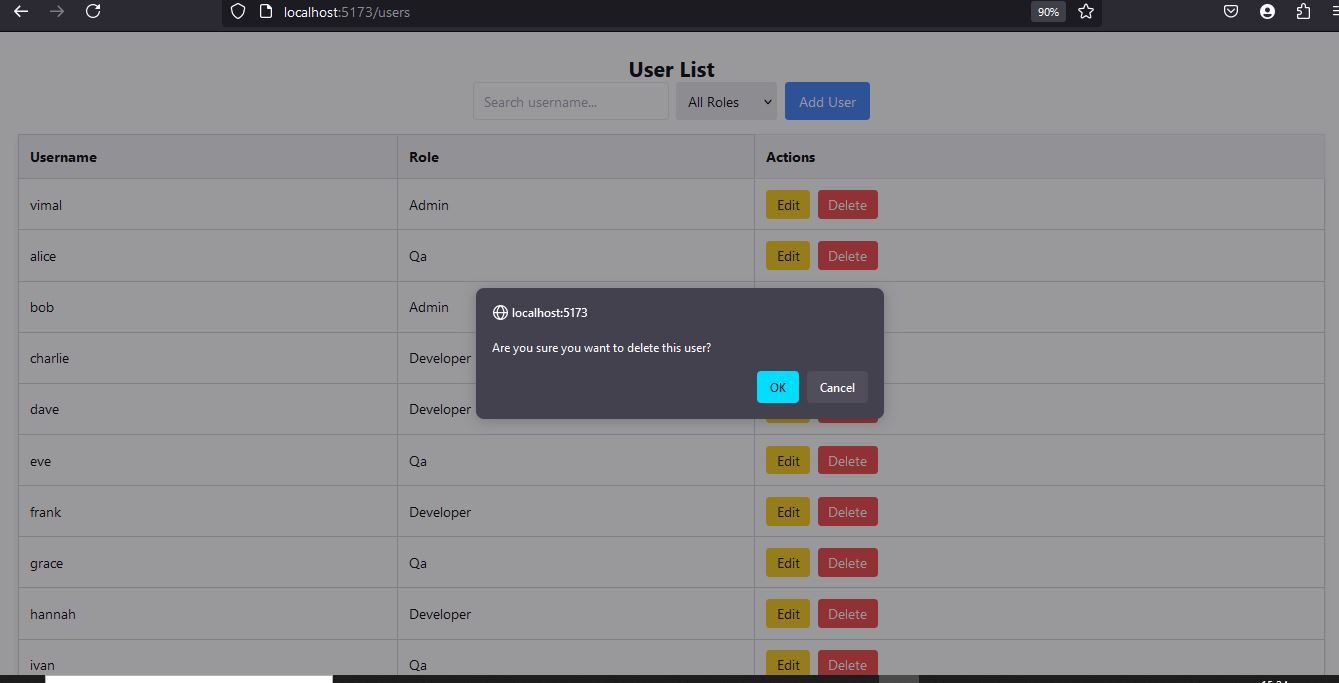 localhost:5173/users
90%
User List
Search username...
All Roles
Add User
Username Role Actions
vimal Admin Edit Delete
alice Qa Edit Delete
bob Admin
charlie Developer
dave Developer
eve Qa Edit Delete
frank Developer Edit Delete
grace Qa Edit Delete
hannah Developer Edit Delete
ivan Qa Edit Delete
localhost:5173
Are you sure you want to delete this user?
OK Cancel